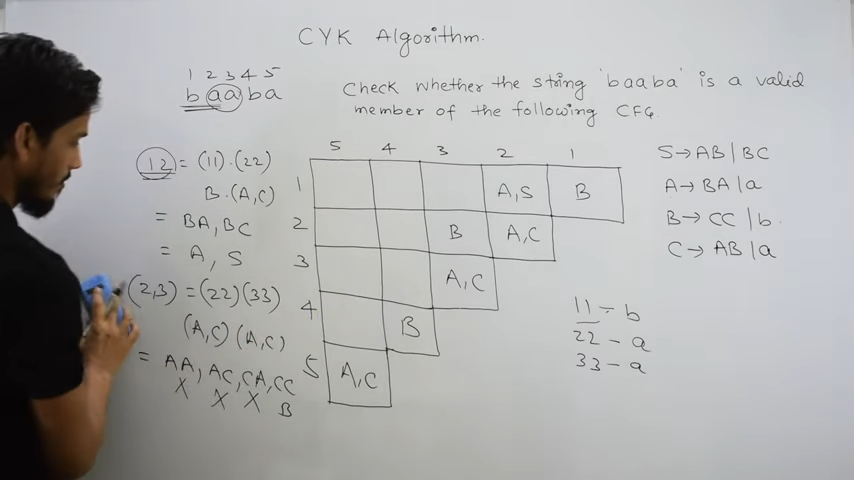 CYK Algorithm.
1 2 3 4 5
b a a b a
Check whether the string 'baaba' is a valid
member of the following CFG.
12 = (11).(22)
B.(A,C)
= BA, BC
= A, S
(2,3) = (22)(33)
(A,C) (A,C)
= AA, AC, CA, CC
X X X B
5 4 3 2 1
1 A,S B
2 B A,C
3 A,C
4 B
5 A,C
S→AB|BC
A→BA|a
B→CC|b
C→AB|a
11 - b
22 - a
33 - a